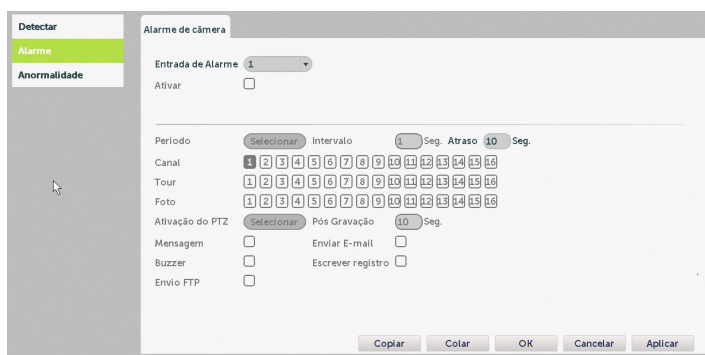 Detectar
Alarme
Anormalidade
Alarme de câmera
Entrada de Alarme 1
Ativar
Período Selecionar Intervalo 1 Seg. Atraso 10 Seg.
Canal 1 2 3 4 5 6 7 8 9 10 11 12 13 14 15 16
Tour 1 2 3 4 5 6 7 8 9 10 11 12 13 14 15 16
Foto 1 2 3 4 5 6 7 8 9 10 11 12 13 14 15 16
Ativação do PTZ Selecionar Pós Gravação 10 Seg.
Mensagem Enviar E-mail
Buzzer Escrever registro
Envio FTP
Copiar Colar OK Cancelar Aplicar